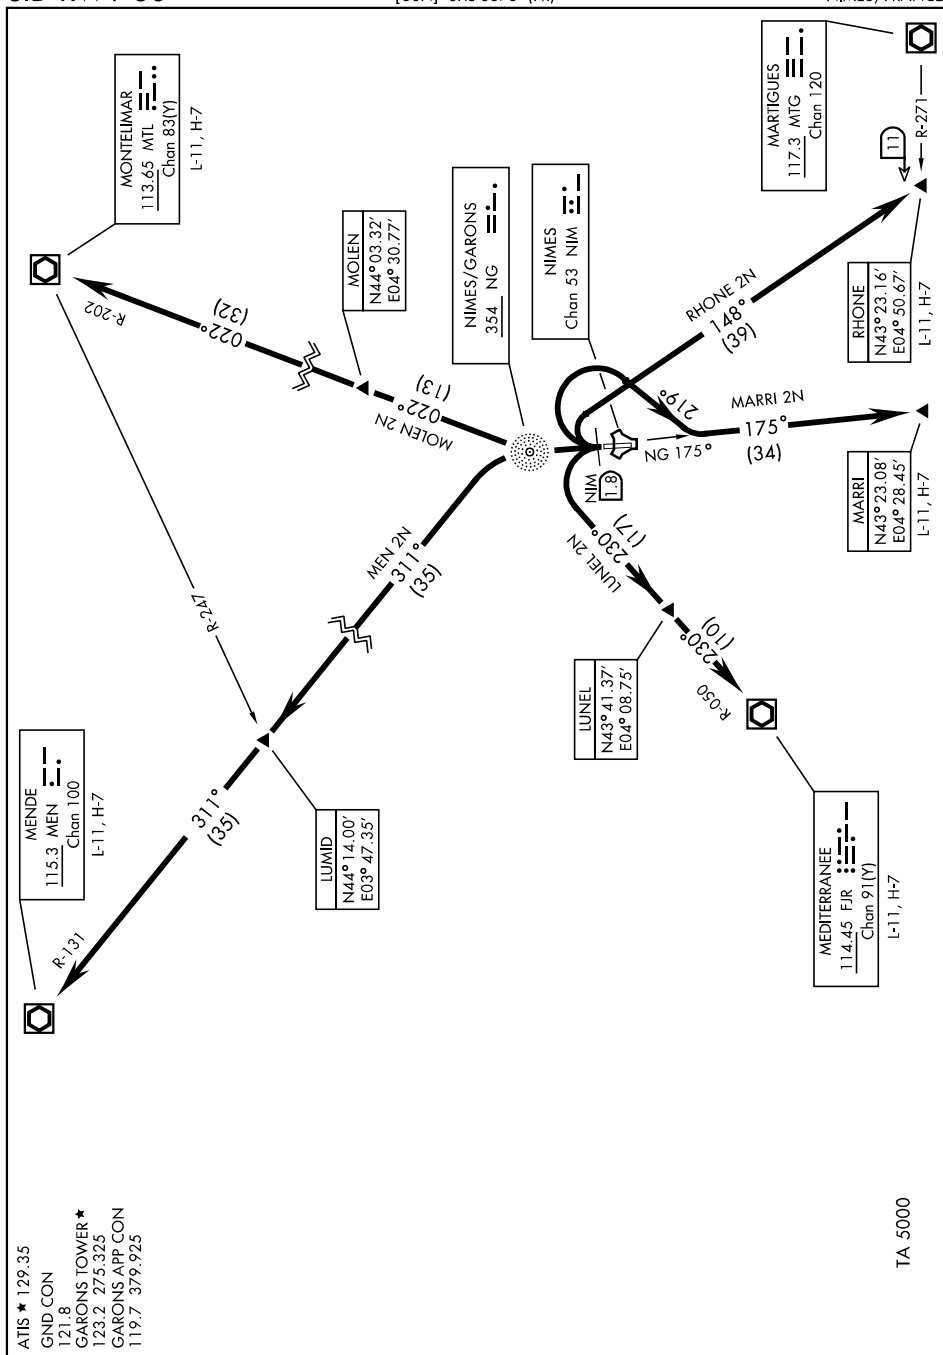 ATIS ★ 129.35
GND CON
121.8
GARONS TOWER ★
123.2 275.325
GARONS APP CON
119.7 379.925
TA 5000
MENDE
115.3 MEN
Chan 100
L-11, H-7
R-131
311°
(35)
LUMID
N44° 14.00′
E03° 47.35′
R-247
MEN 2N
311°
(35)
MONTELIMAR
113.65 MTL
Chan 83(Y)
L-11, H-7
R-202
022°
(32)
MOLEN
N44° 03.32′
E04° 30.77′
022°
(13)
MOLEN 2N
NIMES/GARONS
354 NG
NIMES
Chan 53 NIM
NIM
1.8
NG 175°
219°
MARRI 2N
175°
(34)
MARRI
N43° 23.08′
E04° 28.45′
L-11, H-7
RHONE 2N
148°
(39)
RHONE
N43° 23.16′
E04° 50.67′
L-11, H-7
MARTIGUES
117.3 MTG
Chan 120
11
R-271
LUNEL 2N
230°
(17)
LUNEL
N43° 41.37′
E04° 08.75′
230°
(10)
R-050
MEDITERRANEE
114.45 FJR
Chan 91(Y)
L-11, H-7